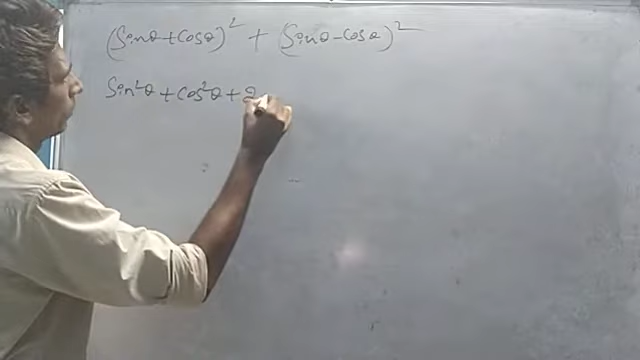 (Sinθ+Cosθ)² + (Sinθ-Cosθ)²
Sin²θ + Cos²θ + 2